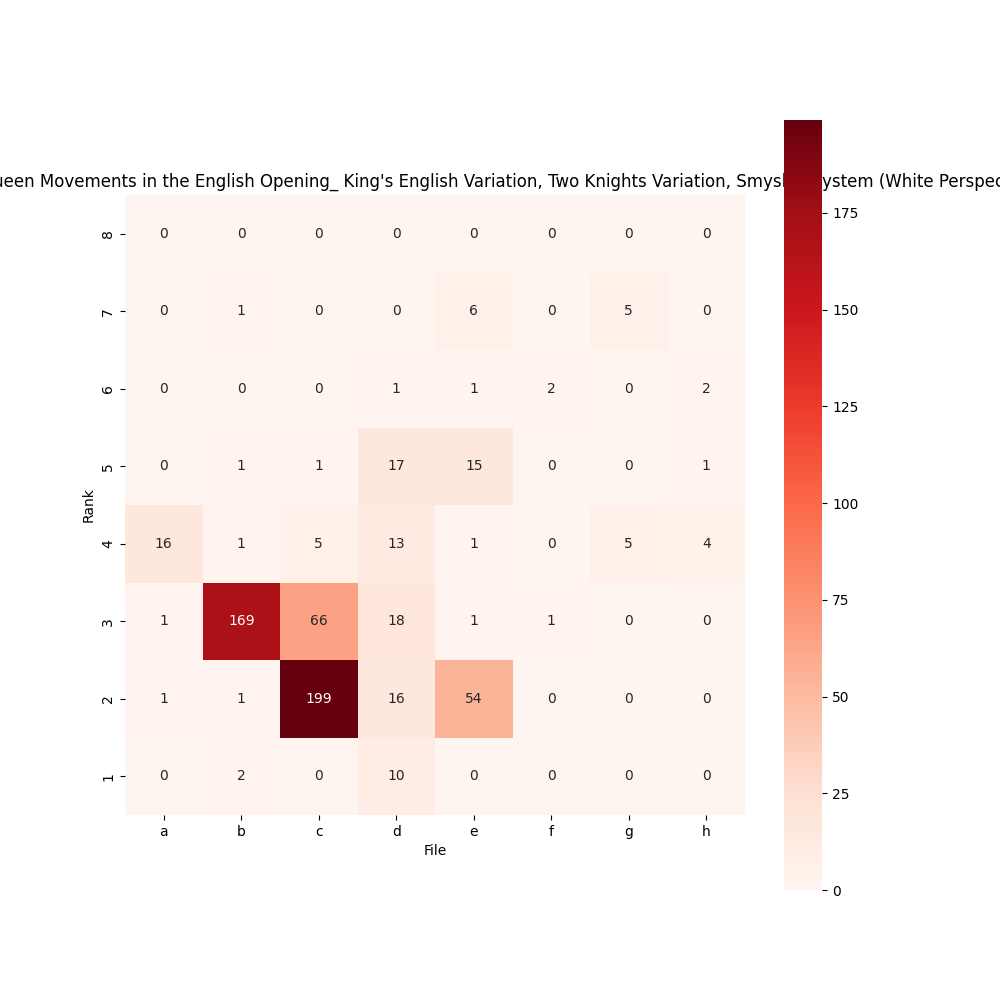 ueen Movements in the English Opening_ King's English Variation, Two Knights Variation, Smyslov System (White Perspec
175
8 0 0 0 0 0 0 0 0
7 0 1 0 0 6 0 5 0
150
6 0 0 0 1 1 2 0 2
125
5 0 1 1 17 15 0 0 1
100
Rank
4 16 1 5 13 1 0 5 4
75
3 1 169 66 18 1 1 0 0
50
2 1 1 199 16 54 0 0 0
1 0 2 0 10 0 0 0 0
25
a b c d e f g h
File
0